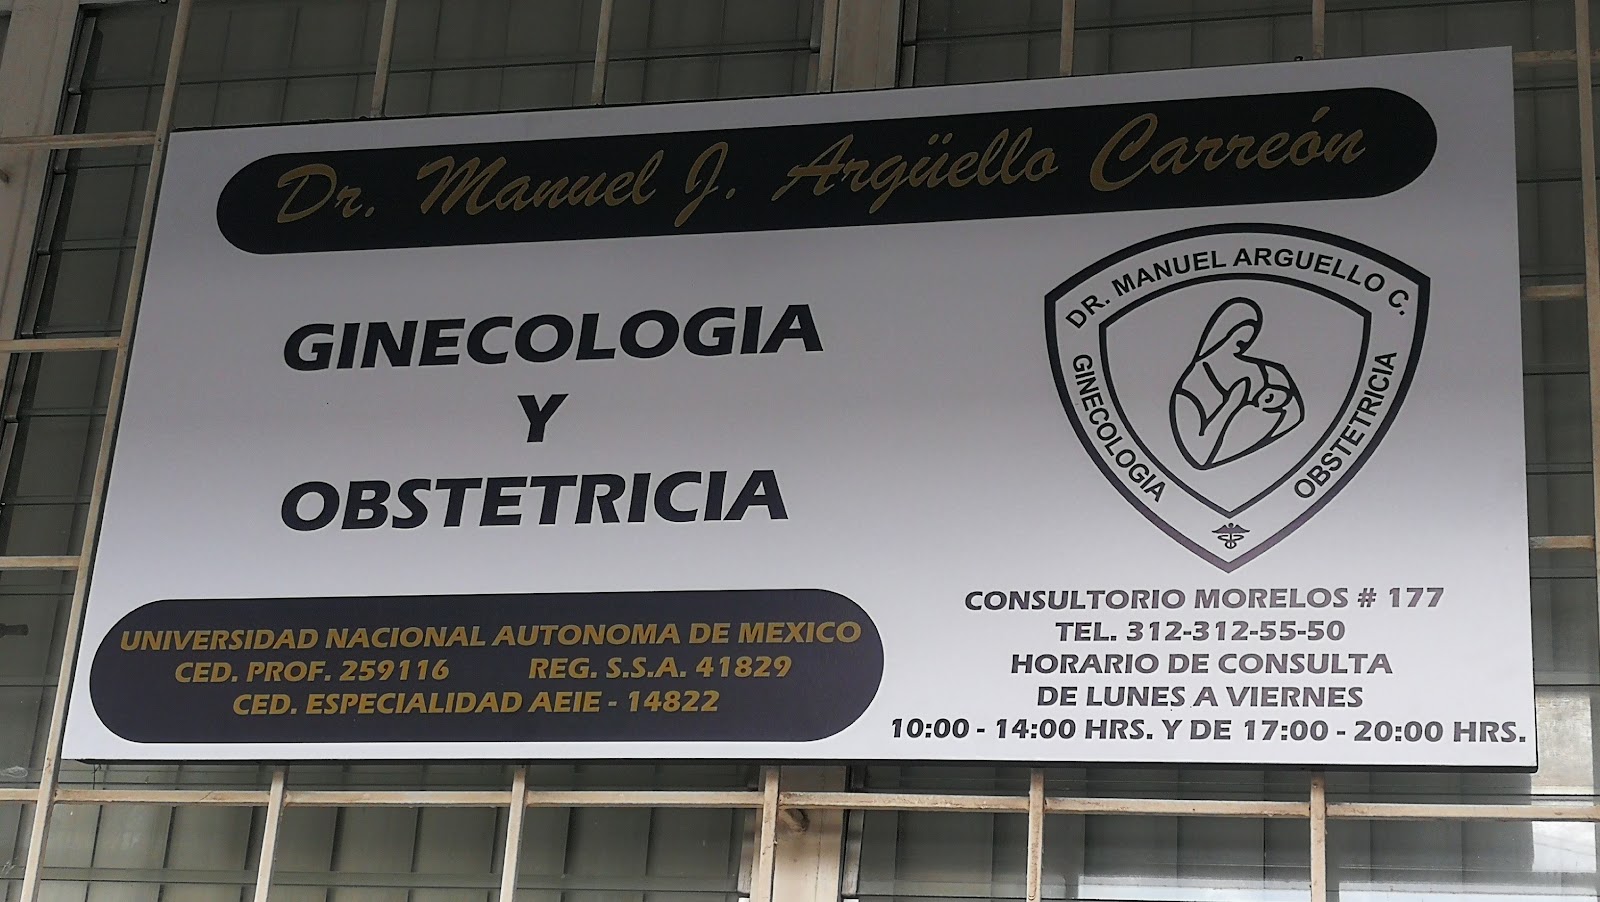 Dr. Manuel J. Argüello Carreón
GINECOLOGIA
Y
OBSTETRICIA
DR. MANUEL ARGUELLO C.
GINECOLOGIA
OBSTETRICIA
UNIVERSIDAD NACIONAL AUTONOMA DE MEXICO
CED. PROF. 259116 REG. S.S.A. 41829
CED. ESPECIALIDAD AEIE - 14822
CONSULTORIO MORELOS # 177
TEL. 312-312-55-50
HORARIO DE CONSULTA
DE LUNES A VIERNES
10:00 - 14:00 HRS. Y DE 17:00 - 20:00 HRS.